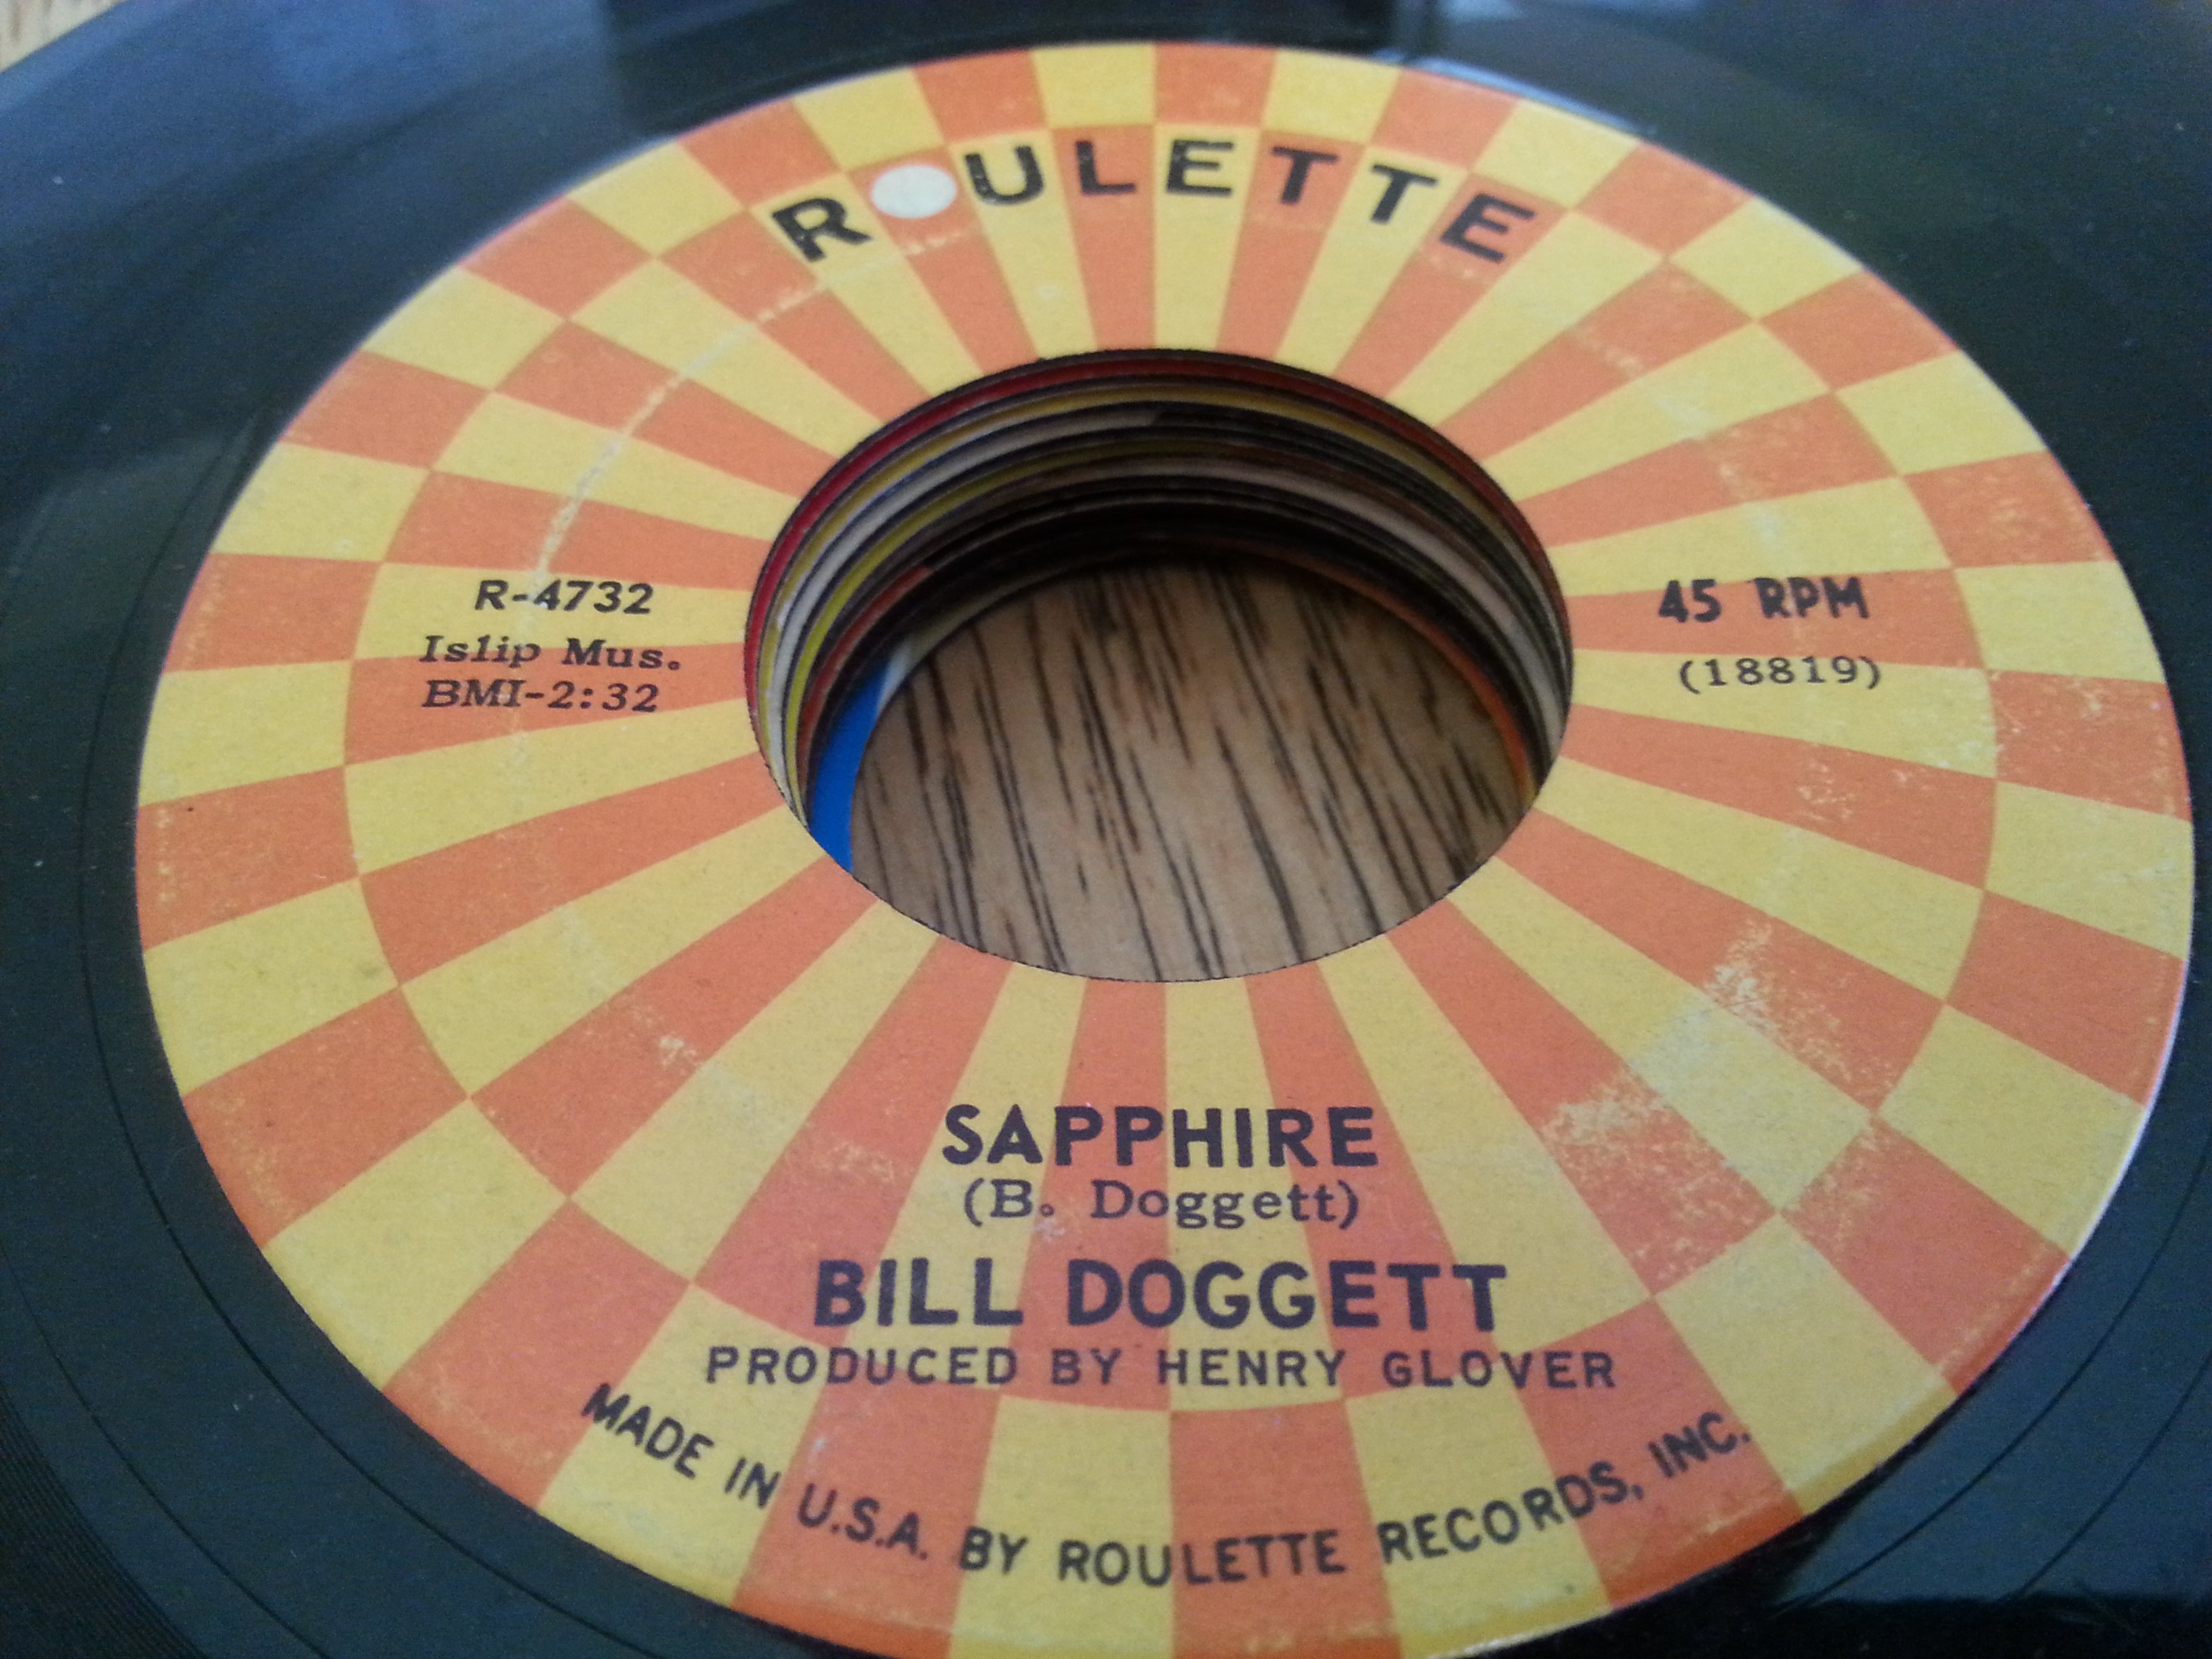 ROULETTE
R-4732
Islip Mus.
BMI-2:32
45 RPM
(18819)
SAPPHIRE
(B. Doggett)
BILL DOGGETT
PRODUCED BY HENRY GLOVER
MADE IN U.S.A. BY ROULETTE RECORDS, INC.